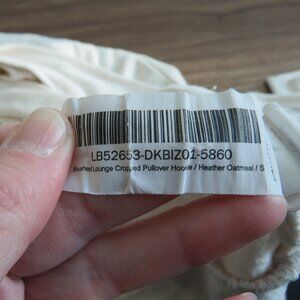 LB52653-DKBIZ01-5860
Brushed Lounge Cropped Pullover Hoodie / Heather Oatmeal / S